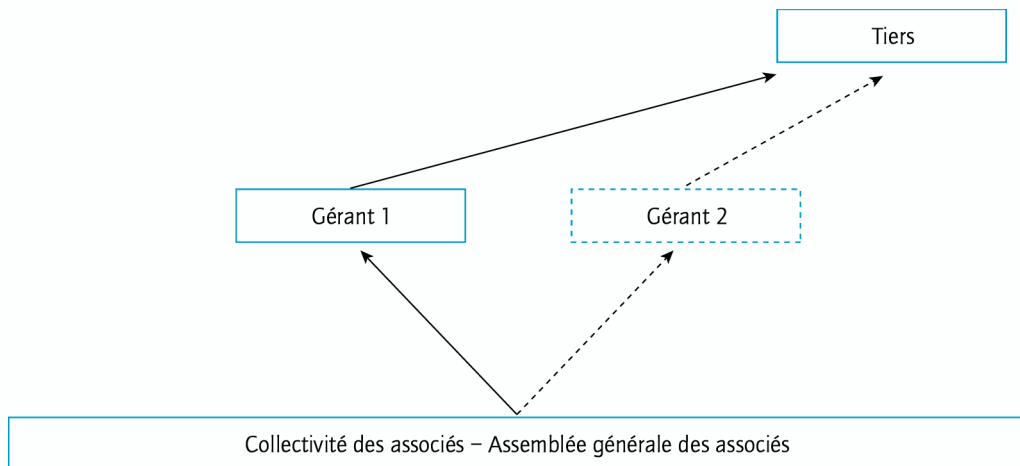 Tiers
Gérant 1
Gérant 2
Collectivité des associés – Assemblée générale des associés